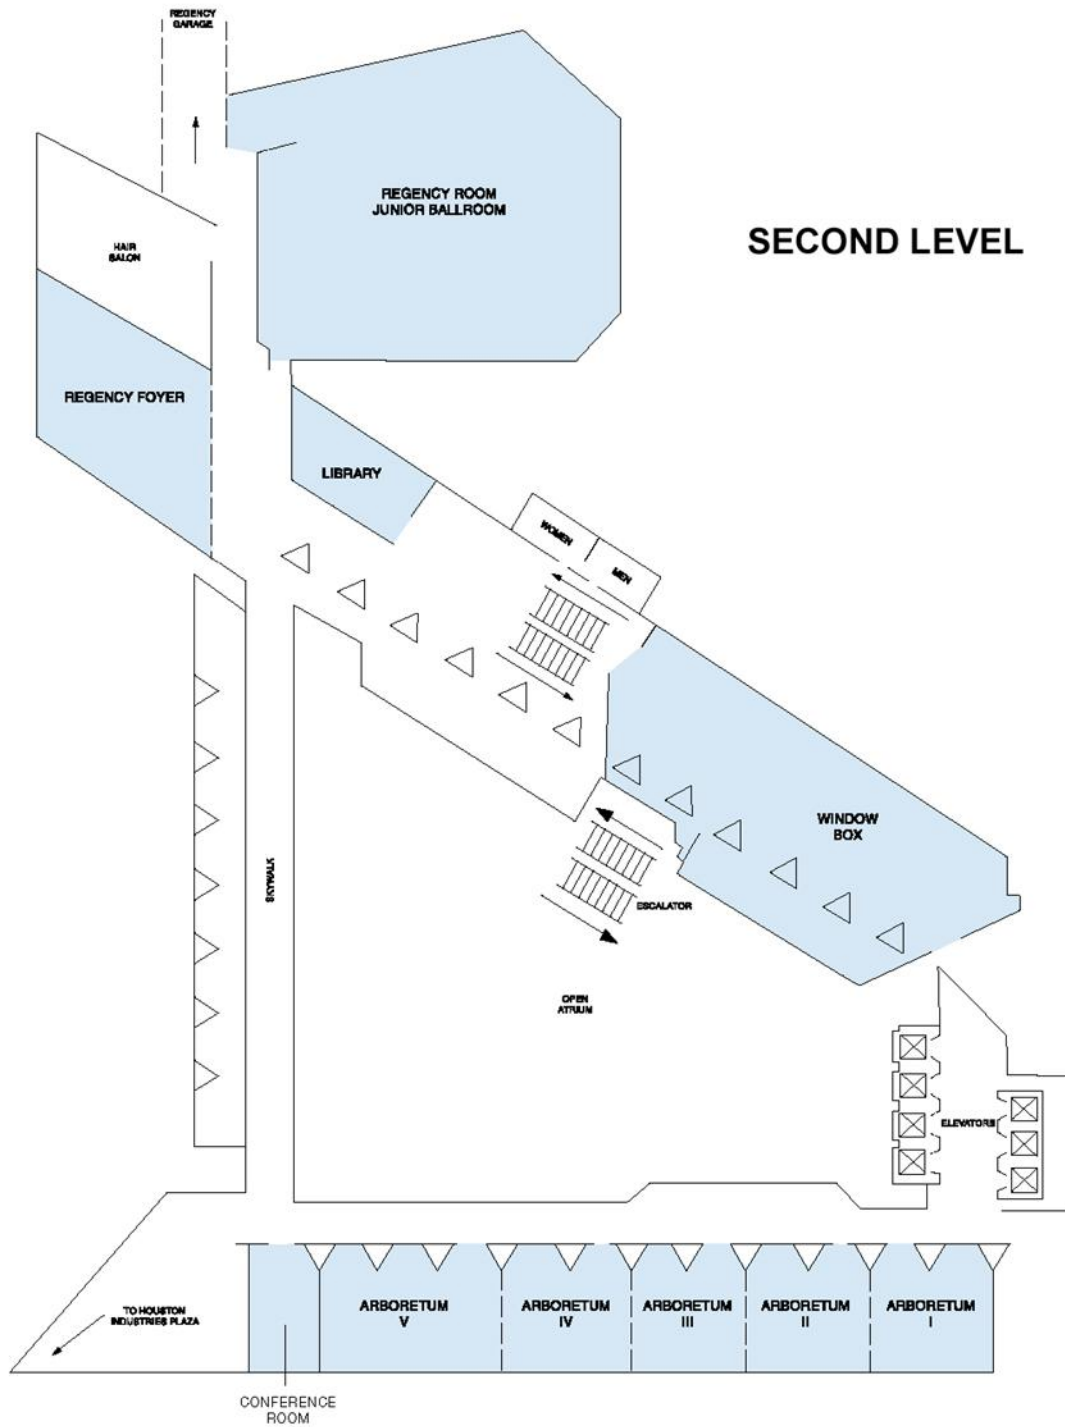 REGENCY
GARAGE
REGENCY ROOM
JUNIOR BALLROOM
SECOND LEVEL
HAIR
SALON
REGENCY FOYER
LIBRARY
WOMEN
MEN
WINDOW
BOX
SKYWALK
ESCALATOR
OPEN
ATRIUM
ELEVATORS
TO HOUSTON
INDUSTRIES PLAZA
ARBORETUM
V
ARBORETUM
IV
ARBORETUM
III
ARBORETUM
II
ARBORETUM
I
CONFERENCE
ROOM